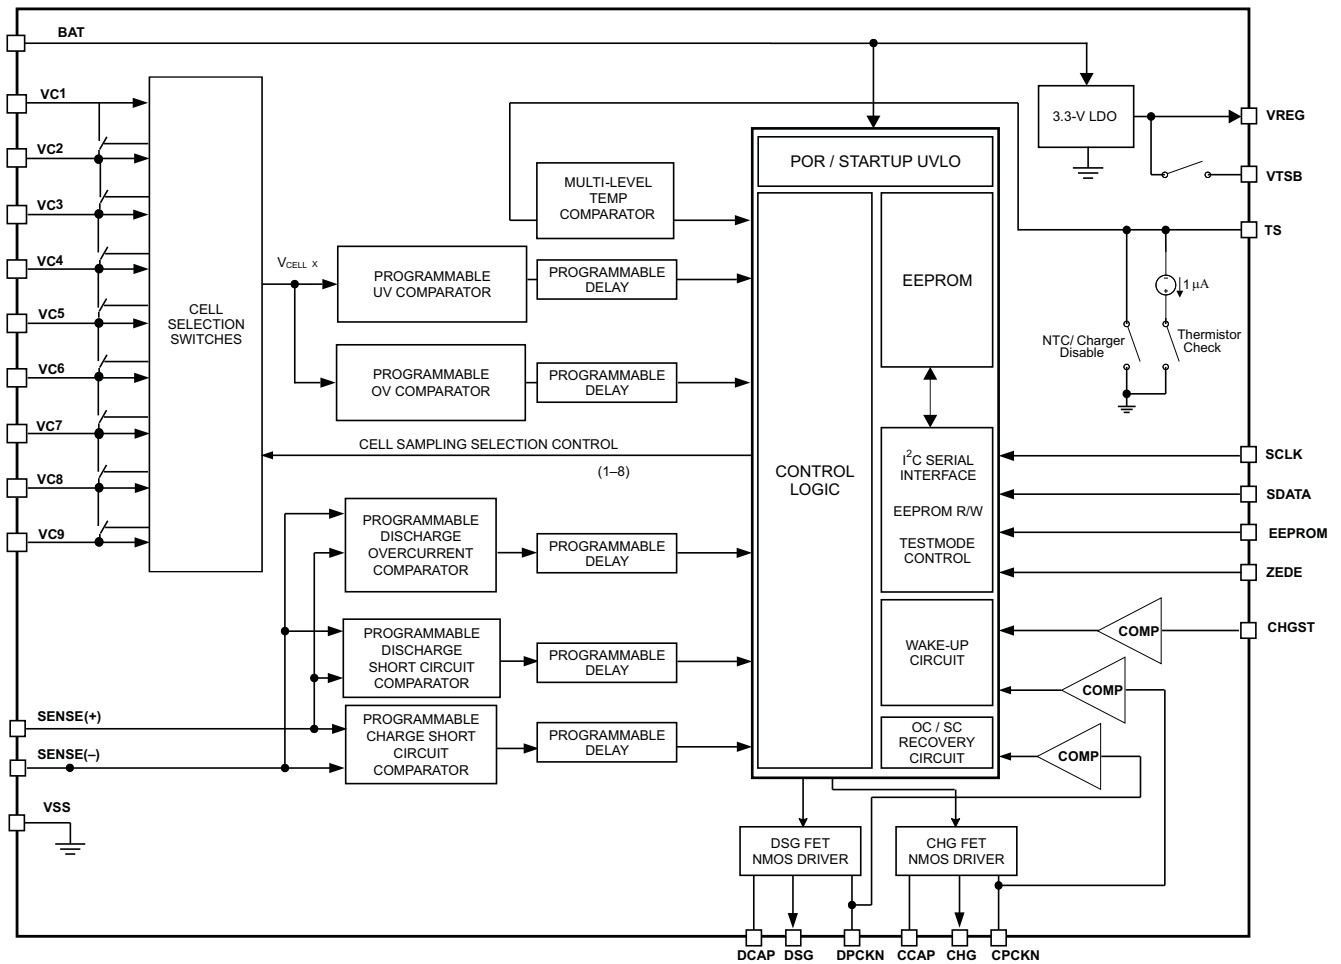 BAT
VC1
VC2
VC3
VC4
VC5
VC6
VC7
VC8
VC9
SENSE(+)
SENSE(–)
VSS
CELL
SELECTION
SWITCHES
VCELL x
MULTI-LEVEL
TEMP
COMPARATOR
PROGRAMMABLE
UV COMPARATOR
PROGRAMMABLE
DELAY
PROGRAMMABLE
OV COMPARATOR
PROGRAMMABLE
DELAY
CELL SAMPLING SELECTION CONTROL
(1–8)
PROGRAMMABLE
DISCHARGE
OVERCURRENT
COMPARATOR
PROGRAMMABLE
DELAY
PROGRAMMABLE
DISCHARGE
SHORT CIRCUIT
COMPARATOR
PROGRAMMABLE
DELAY
PROGRAMMABLE
CHARGE SHORT
CIRCUIT
COMPARATOR
PROGRAMMABLE
DELAY
POR / STARTUP UVLO
CONTROL
LOGIC
EEPROM
I2C SERIAL
INTERFACE
EEPROM R/W
TESTMODE
CONTROL
WAKE-UP
CIRCUIT
OC / SC
RECOVERY
CIRCUIT
3.3-V LDO
1 μA
NTC/ Charger
Disable
Thermistor
Check
COMP
COMP
COMP
VREG
VTSB
TS
SCLK
SDATA
EEPROM
ZEDE
CHGST
DSG FET
NMOS DRIVER
CHG FET
NMOS DRIVER
DCAP DSG DPCKN CCAP CHG CPCKN